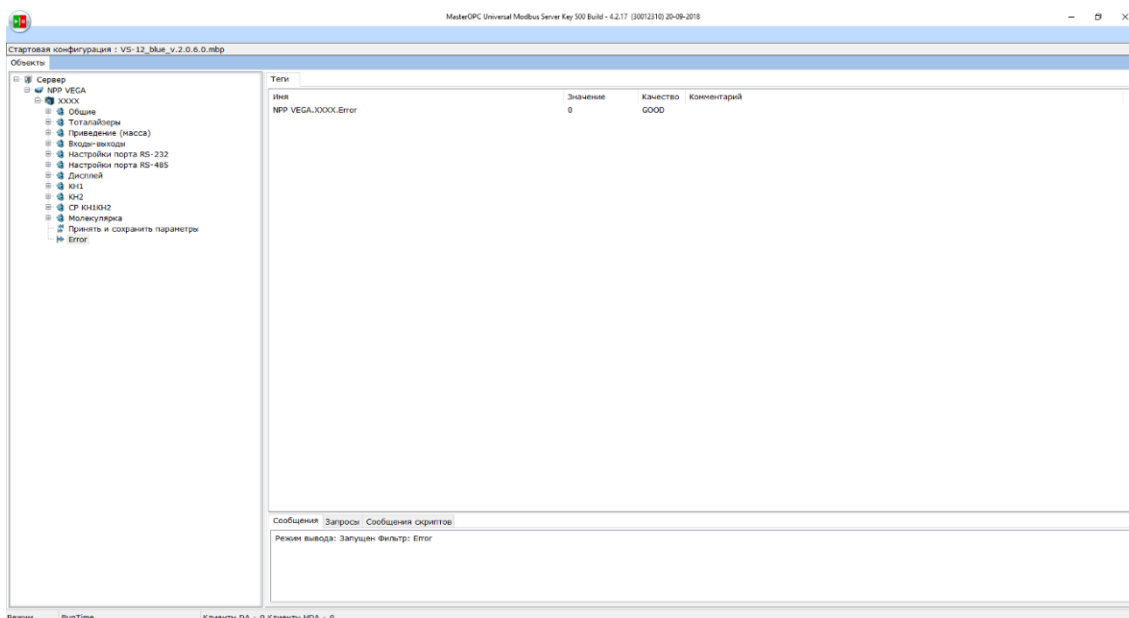 MasterOPC Universal Modbus Server Key 500 Build - 4.2.17 (30012310) 20-09-2018
Стартовая конфигурация : VS-12_blue_v.2.0.6.0.mbp
Объекты
Сервер
NPP VEGA
XXXX
Общие
Тоталайзеры
Приведение (масса)
Входы-выходы
Настройки порта RS-232
Настройки порта RS-485
Дисплей
КН1
КН2
СР КН1КН2
Молекулярка
Принять и сохранить параметры
Error
Теги
Имя Значение Качество Комментарий
NPP VEGA.XXXX.Error 0 GOOD
Сообщения Запросы Сообщения скриптов
Режим вывода: Запущен Фильтр: Error
Режим RunTime Клиенты DA - 0 Клиенты HDA - 0